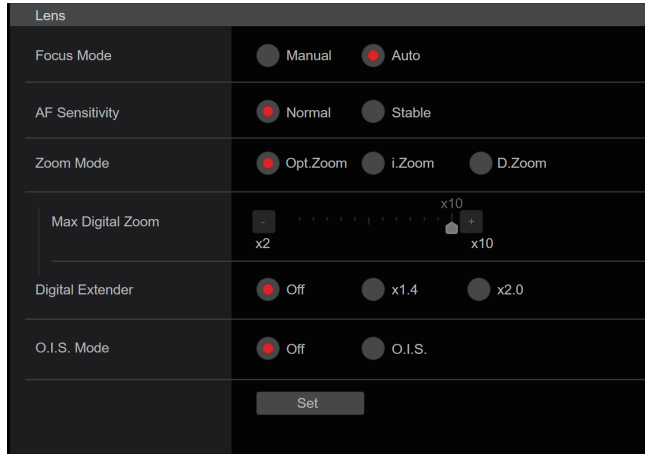 Lens
Focus Mode Manual Auto
AF Sensitivity Normal Stable
Zoom Mode Opt.Zoom i.Zoom D.Zoom
x10
Max Digital Zoom - +
x2 x10
Digital Extender Off x1.4 x2.0
O.I.S. Mode Off O.I.S.
Set